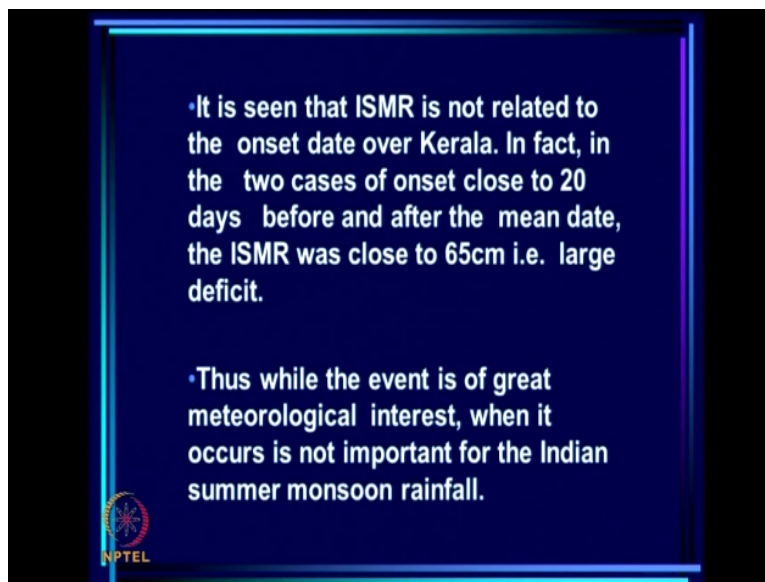 •It is seen that ISMR is not related to
the onset date over Kerala. In fact, in
the two cases of onset close to 20
days before and after the mean date,
the ISMR was close to 65cm i.e. large
deficit.
•Thus while the event is of great
meteorological interest, when it
occurs is not important for the Indian
summer monsoon rainfall.
NPTEL